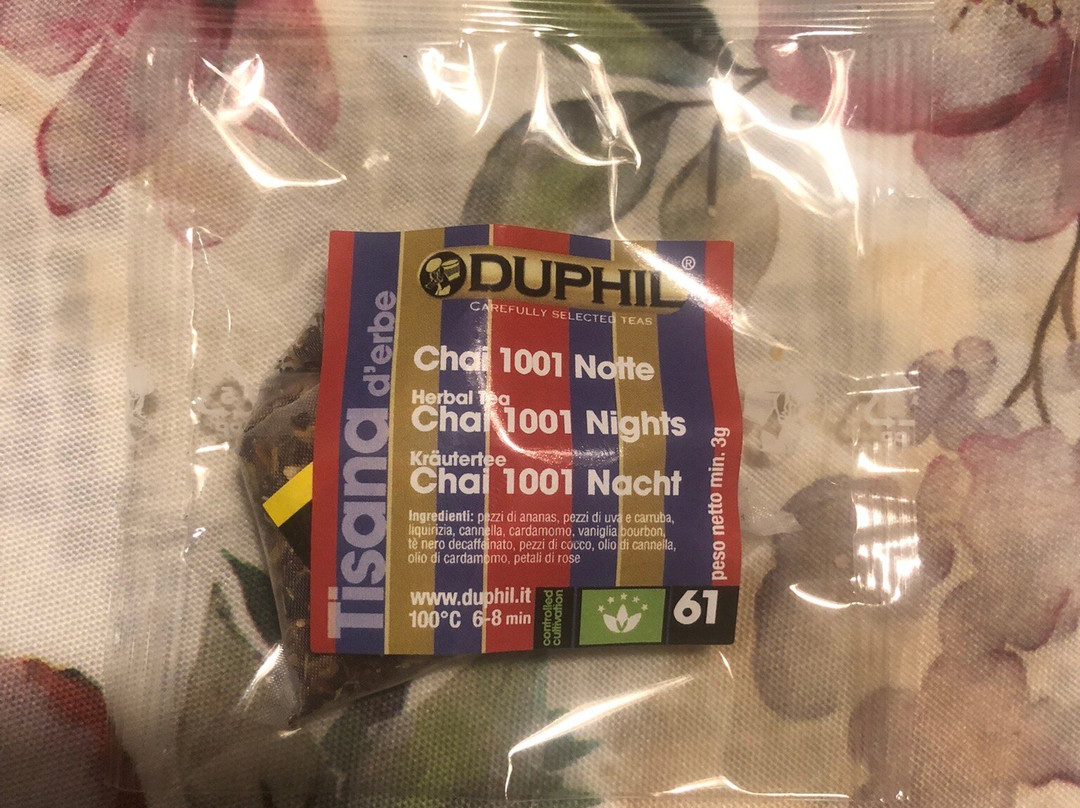 DUPHIL®
CAREFULLY SELECTED TEAS
Tisana d'erbe
Chai 1001 Notte
Herbal Tea
Chai 1001 Nights
Kräutertee
Chai 1001 Nacht
Ingredienti: pezzi di ananas, pezzi di uva e carruba,
liquirizia, cannella, cardamomo, vaniglia bourbon,
tè nero decaffeinato, pezzi di cocco, olio di cannella,
olio di cardamomo, petali di rose
www.duphil.it
100°C 6-8 min
controlled
cultivation
61
peso netto min. 3g